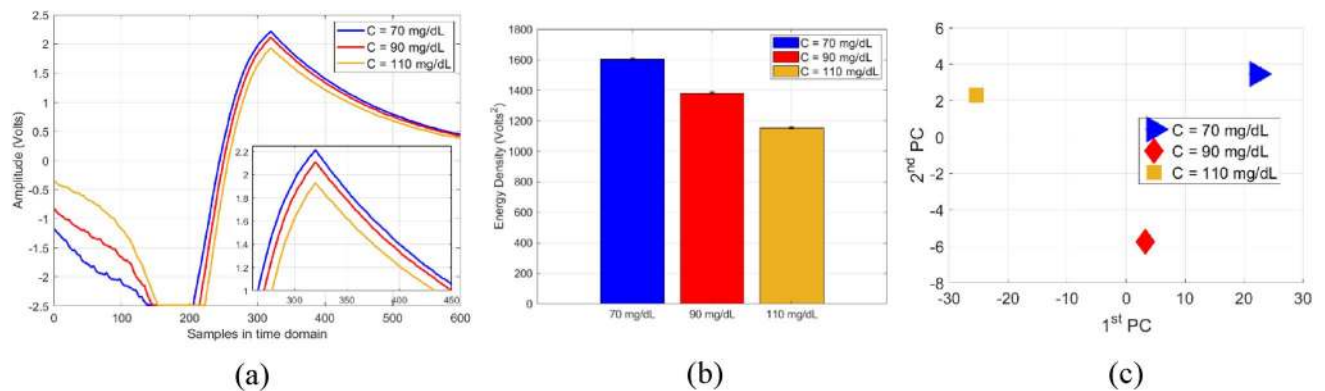 2.5
2
1.5
1
0.5
0
-0.5
-1
-1.5
-2
-2.5
Amplitude (Volts)
C = 70 mg/dL
C = 90 mg/dL
C = 110 mg/dL
2.2
2
1.8
1.6
1.4
1.2
1
300 350 400 450
0 100 200 300 400 500 600
Samples in time domain
(a)
1800
1600
1400
1200
1000
800
600
400
200
0
Energy Density (Volts²)
C = 70 mg/dL
C = 90 mg/dL
C = 110 mg/dL
70 mg/dL 90 mg/dL 110 mg/dL
(b)
8
6
4
2
0
-2
-4
-6
-8
2nd PC
C = 70 mg/dL
C = 90 mg/dL
C = 110 mg/dL
-30 -20 -10 0 10 20 30
1st PC
(c)